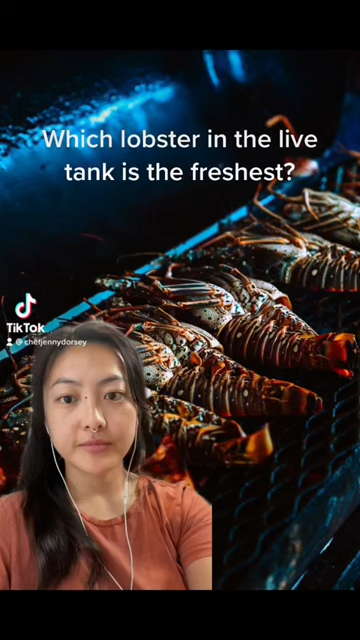 Which lobster in the live
tank is the freshest?
TikTok
@chefjennydorsey